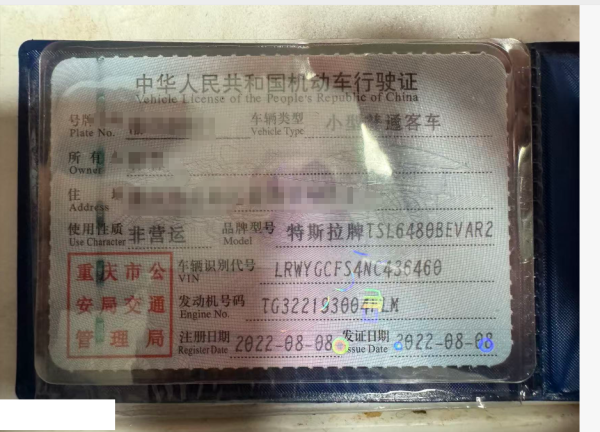 中华人民共和国机动车行驶证
Vehicle License of the People's Republic of China
号牌 车辆类型 小型普通客车
Plate No. Vehicle Type
所有
Owner
住
Address
使用性质 非营运 品牌型号 特斯拉牌TSL6480BEVAR2
Use Character Model
重庆市公 车辆识别代号 LRWYGCFS4NC436460
VIN
安局交通 发动机号码
Engine No.
管理局 注册日期 2022-08-08 发证日期 2022-08-08
Register Date Issue Date